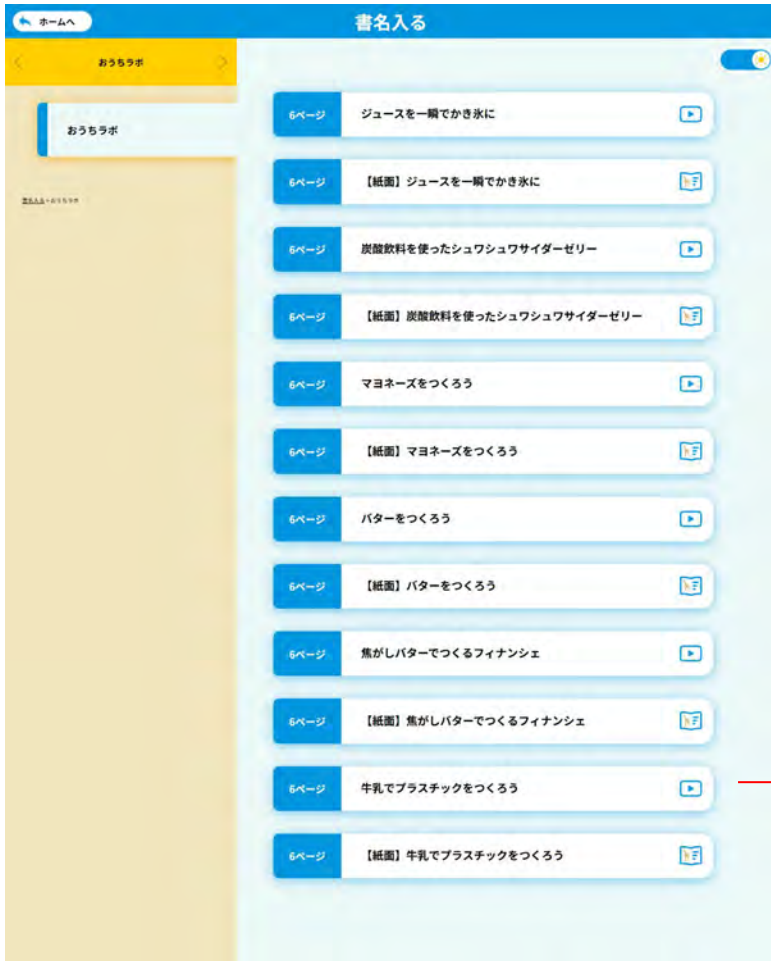 ホームへ
書名入る
おうちラボ
おうちラボ
書名入る>おうちラボ
6ページ ジュースを一瞬でかき氷に
6ページ 【紙面】ジュースを一瞬でかき氷に
6ページ 炭酸飲料を使ったシュワシュワサイダーゼリー
6ページ 【紙面】炭酸飲料を使ったシュワシュワサイダーゼリー
6ページ マヨネーズをつくろう
6ページ 【紙面】マヨネーズをつくろう
6ページ バターをつくろう
6ページ 【紙面】バターをつくろう
6ページ 焦がしバターでつくるフィナンシェ
6ページ 【紙面】焦がしバターでつくるフィナンシェ
6ページ 牛乳でプラスチックをつくろう
6ページ 【紙面】牛乳でプラスチックをつくろう